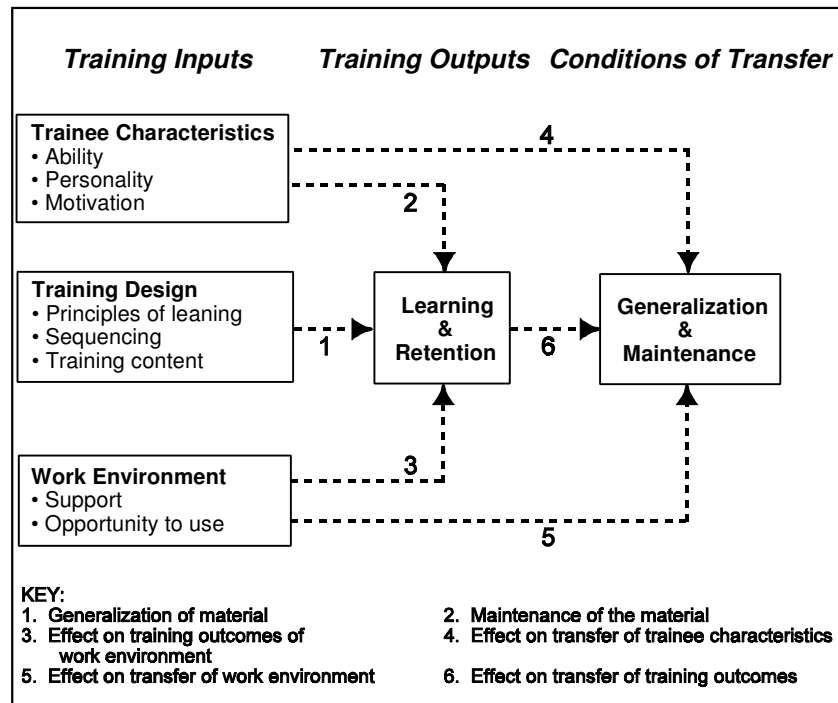 Training Inputs Training Outputs Conditions of Transfer
Trainee Characteristics
• Ability
• Personality
• Motivation
4
2
Training Design
• Principles of leaning
• Sequencing
• Training content
1
Learning
&
Retention
6
Generalization
&
Maintenance
Work Environment
• Support
• Opportunity to use
3
5
KEY:
1. Generalization of material
2. Maintenance of the material
3. Effect on training outcomes of
work environment
4. Effect on transfer of trainee characteristics
5. Effect on transfer of work environment
6. Effect on transfer of training outcomes